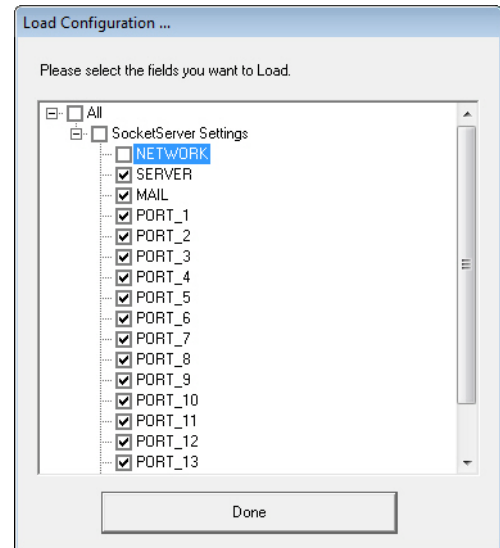 Load Configuration ...
Please select the fields you want to Load.
All
SocketServer Settings
NETWORK
SERVER
MAIL
PORT_1
PORT_2
PORT_3
PORT_4
PORT_5
PORT_6
PORT_7
PORT_8
PORT_9
PORT_10
PORT_11
PORT_12
PORT_13
Done